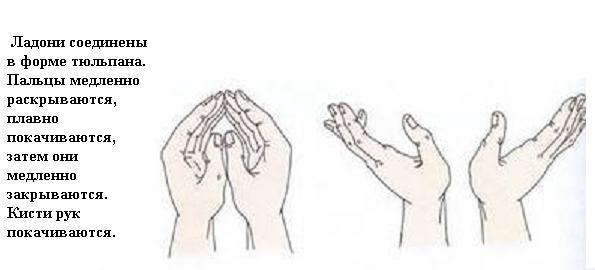 Ладони соединены
в форме тюльпана.
Пальцы медленно
раскрываются,
плавно
покачиваются,
затем они
медленно
закрываются.
Кисти рук
покачиваются.